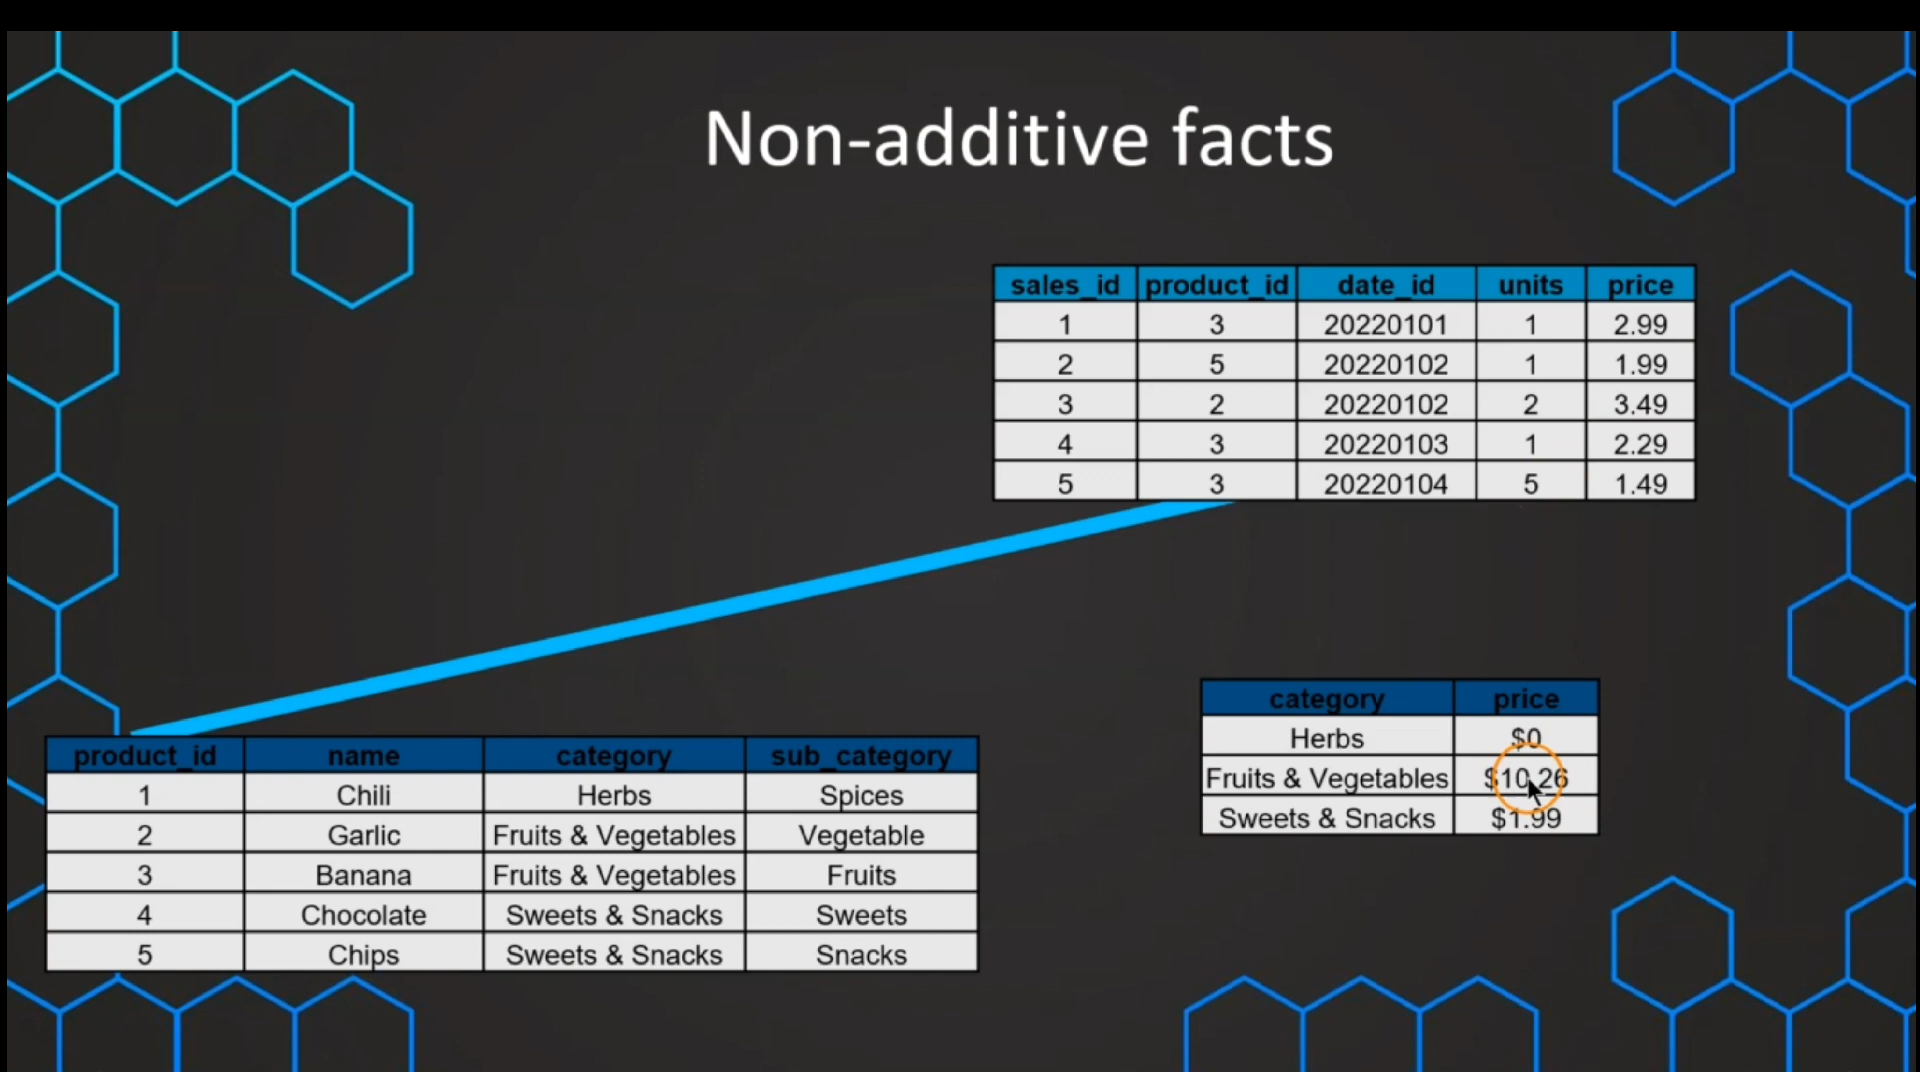 Non-additive facts
sales_id product_id date_id units price
1 3 20220101 1 2.99
2 5 20220102 1 1.99
3 2 20220102 2 3.49
4 3 20220103 1 2.29
5 3 20220104 5 1.49
category price
Herbs $0
Fruits & Vegetables $10.26
Sweets & Snacks $1.99
product_id name category sub_category
1 Chili Herbs Spices
2 Garlic Fruits & Vegetables Vegetable
3 Banana Fruits & Vegetables Fruits
4 Chocolate Sweets & Snacks Sweets
5 Chips Sweets & Snacks Snacks